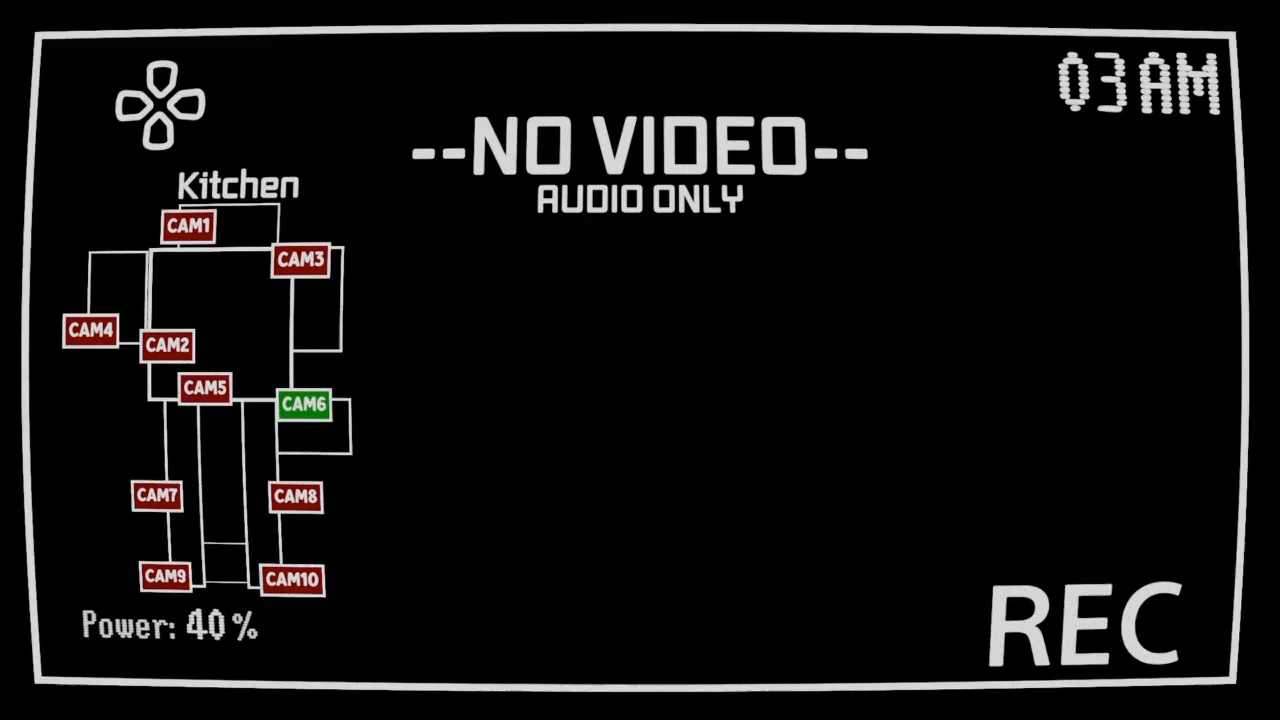 03AM
--NO VIDEO--
AUDIO ONLY
Kitchen
CAM1
CAM3
CAM4
CAM2
CAM5
CAM6
CAM7
CAM8
CAM9
CAM10
Power: 40%
REC